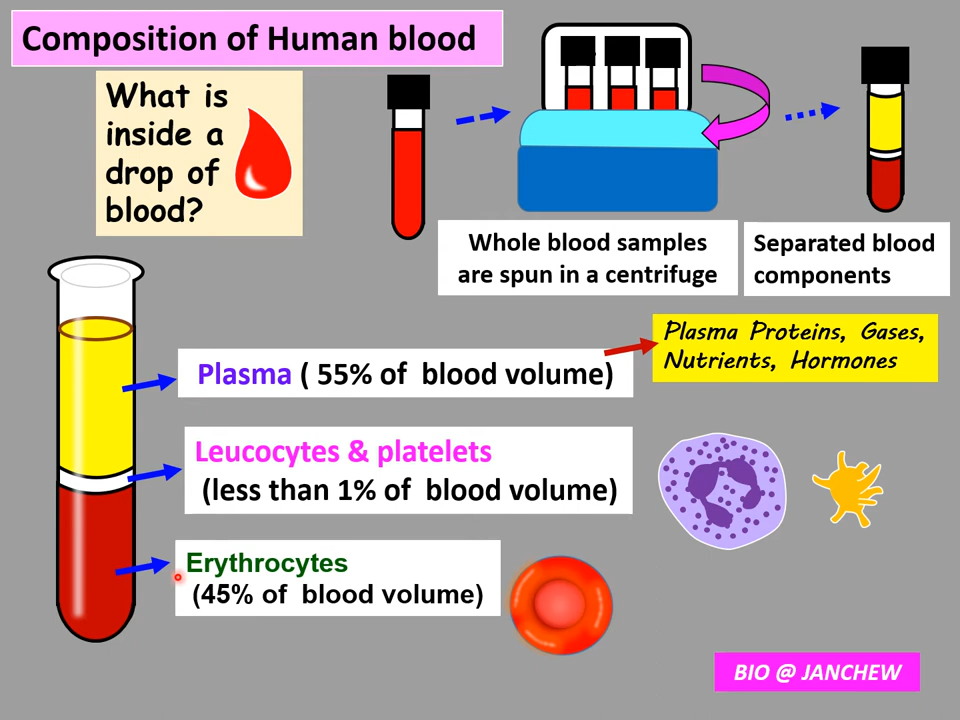 Composition of Human blood
What is
inside a
drop of
blood?
Whole blood samples
are spun in a centrifuge
Separated blood
components
Plasma Proteins, Gases,
Nutrients, Hormones
Plasma ( 55% of  blood volume)
Leucocytes & platelets
(less than 1% of  blood volume)
Erythrocytes
(45% of  blood volume)
BIO @ JANCHEW